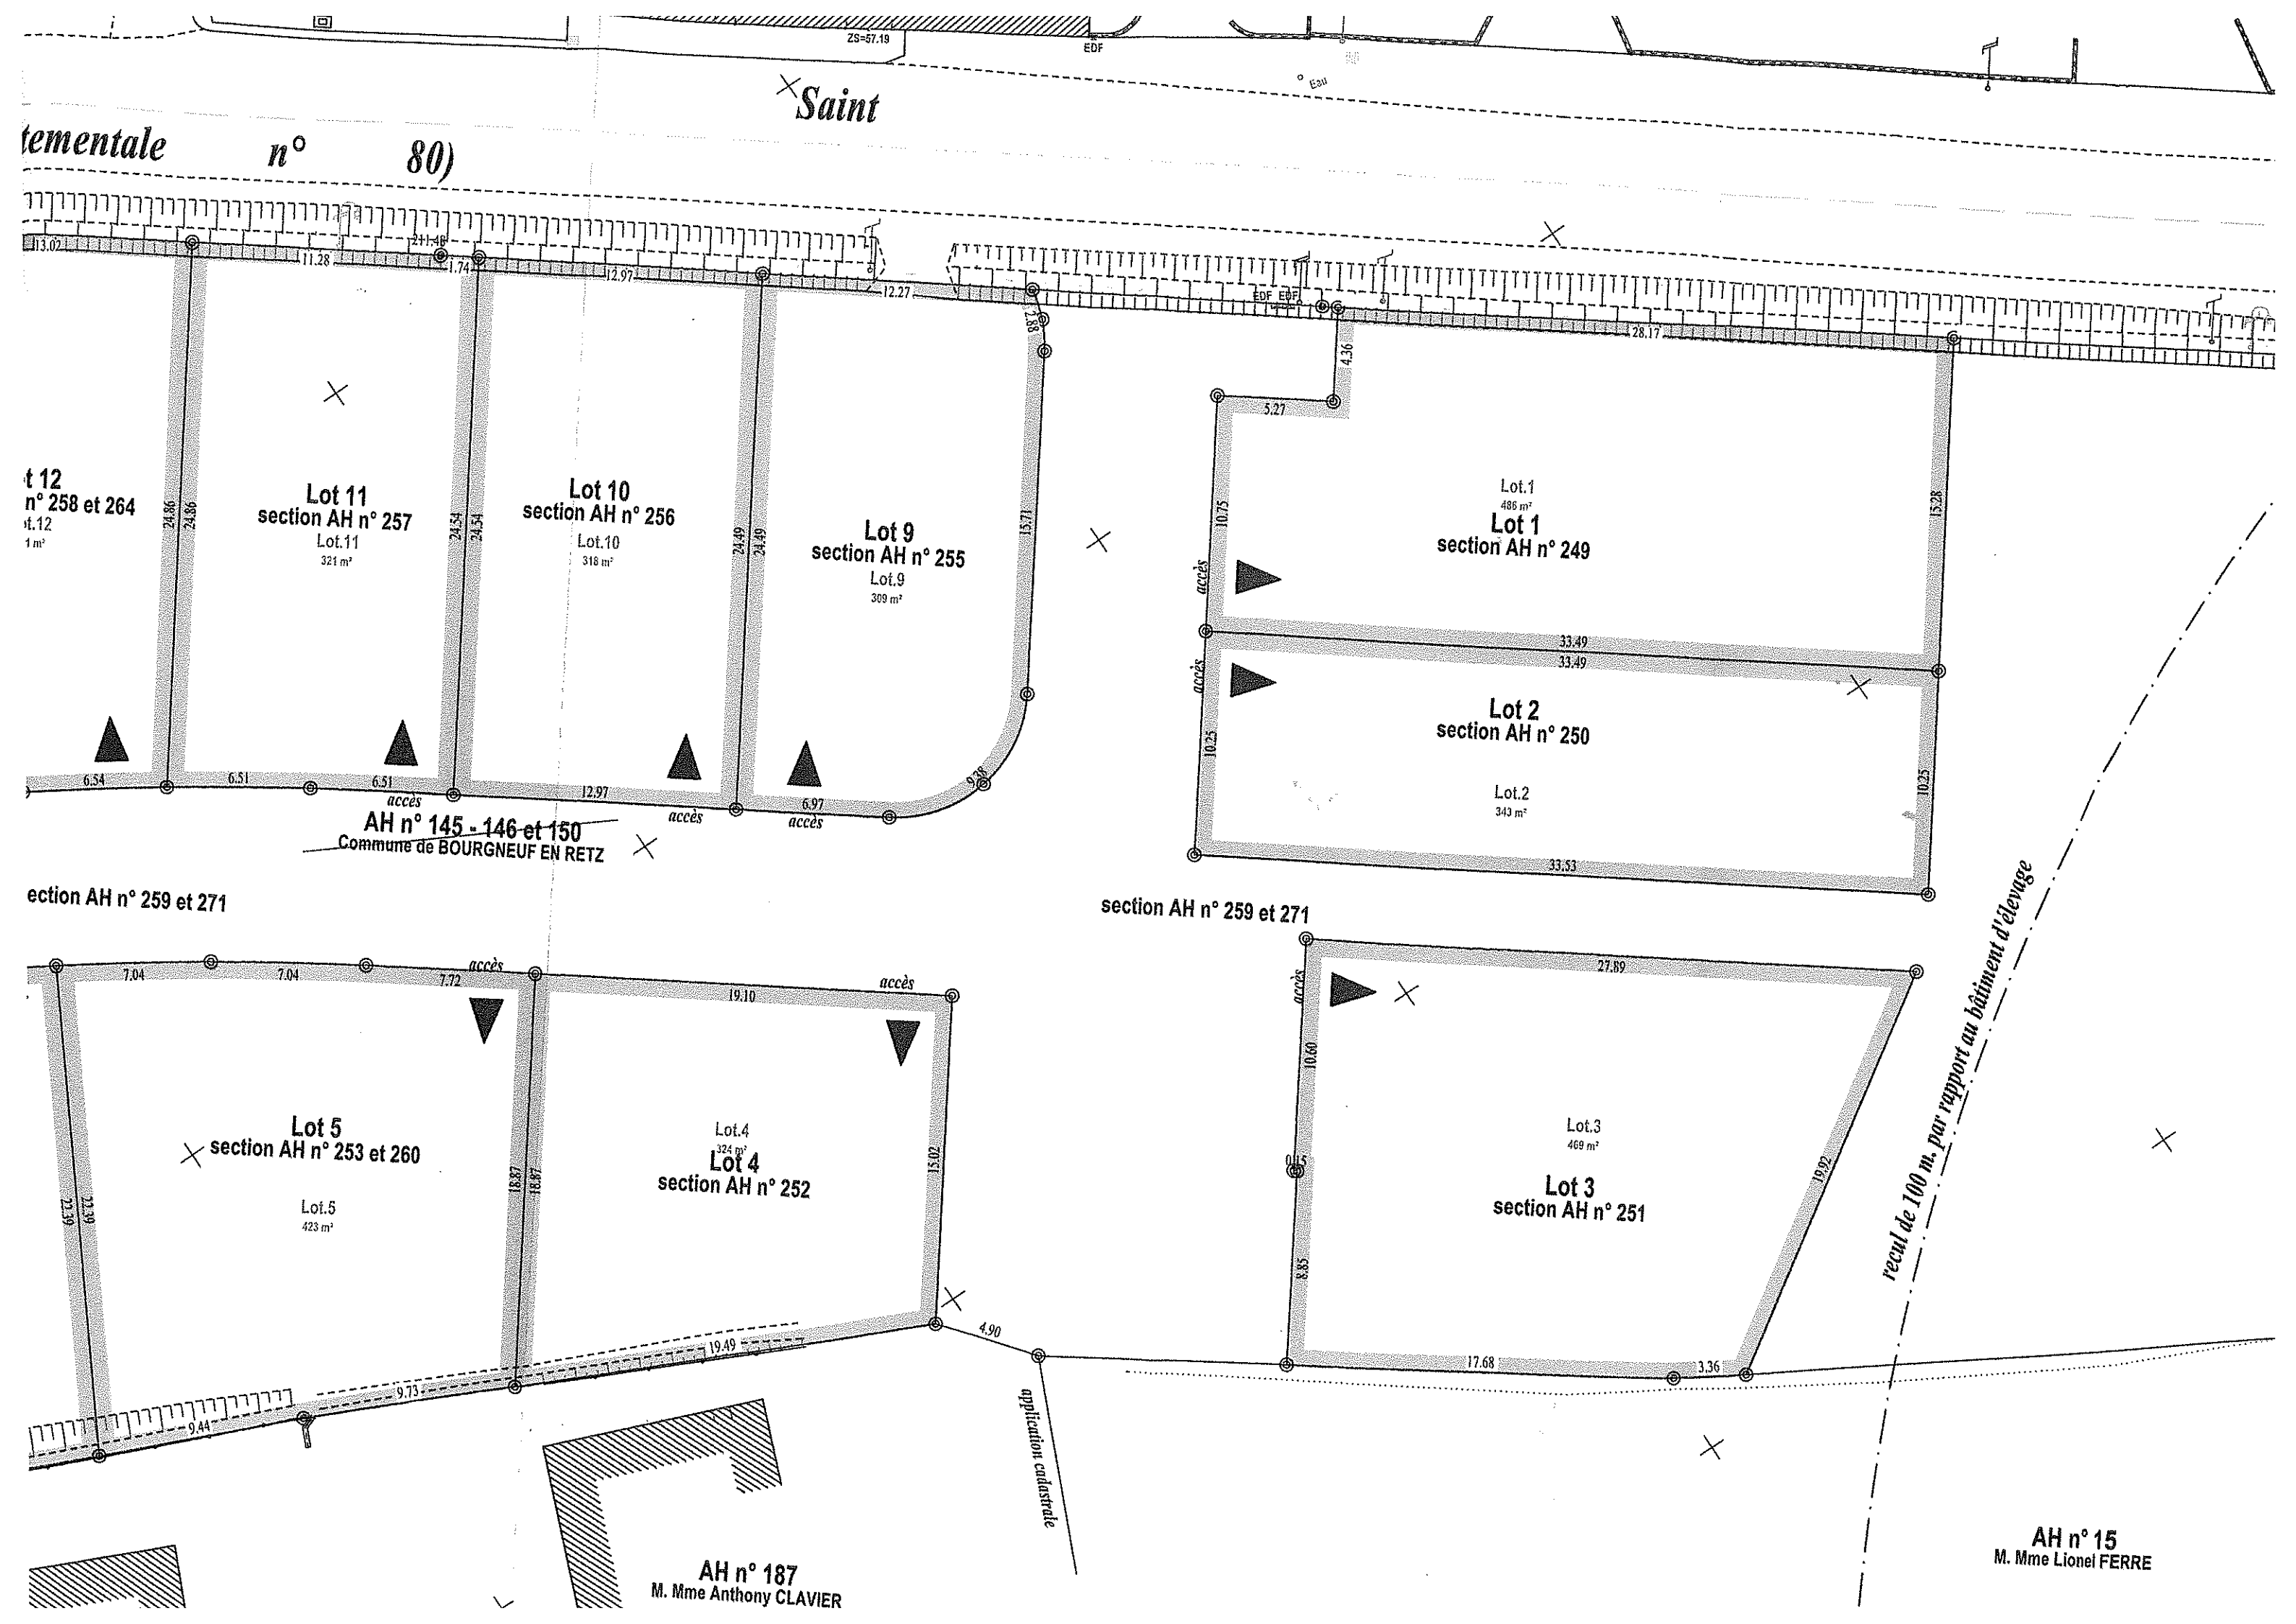 ZS=57.19
EDF
Eau
Saint
tementale n° 80)
13.02
11.28
211.48
1.74
12.97
12.27
2.88
EDF EDF
28.17
4.36
5.27
t 12
n° 258 et 264
t.12
1 m²
24.86
24.86
Lot 11
section AH n° 257
Lot.11
321 m²
24.54
24.54
Lot 10
section AH n° 256
Lot.10
318 m²
24.49
24.49
Lot 9
section AH n° 255
Lot.9
309 m²
15.71
10.75
Lot.1
486 m²
Lot 1
section AH n° 249
15.28
accès
33.49
33.49
accès
Lot 2
section AH n° 250
Lot.2
343 m²
10.25
10.25
33.53
6.54
6.51
6.51
accès
12.97
accès
6.97
accès
9.38
AH n° 145 - 146 et 150
Commune de BOURGNEUF EN RETZ
ection AH n° 259 et 271
section AH n° 259 et 271
7.04
7.04
7.72
accès
19.10
accès
accès
27.89
10.60
recul de 100 m. par rapport au bâtiment d'élevage
Lot 5
section AH n° 253 et 260
Lot.5
423 m²
22.39
22.39
18.87
18.87
Lot.4
324 m²
Lot 4
section AH n° 252
15.02
0.15
Lot.3
469 m²
Lot 3
section AH n° 251
19.92
8.85
4.90
19.49
9.73
9.44
17.68
3.36
application cadastrale
AH n° 187
M. Mme Anthony CLAVIER
AH n° 15
M. Mme Lionel FERRE